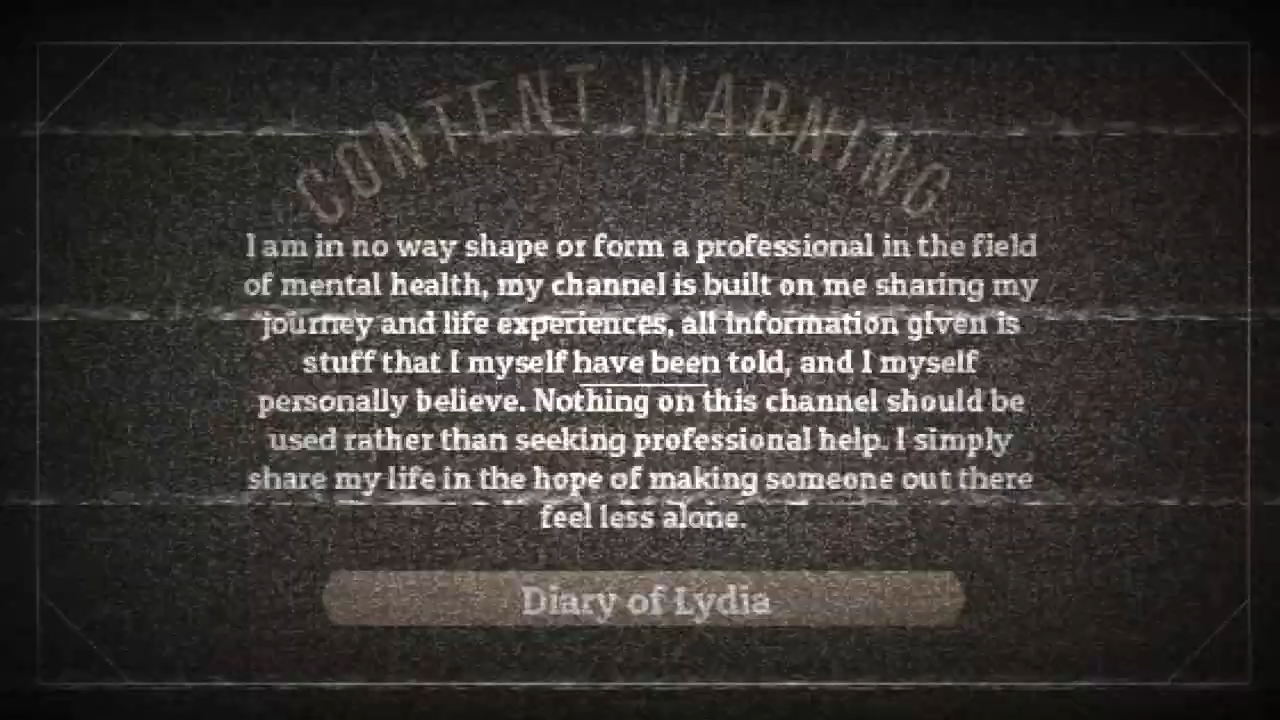 CONTENT WARNING
I am in no way shape or form a professional in the field
of mental health, my channel is built on me sharing my
journey and life experiences, all information given is
stuff that I myself have been told, and I myself
personally believe. Nothing on this channel should be
used rather than seeking professional help. I simply
share my life in the hope of making someone out there
feel less alone.
Diary of Lydia